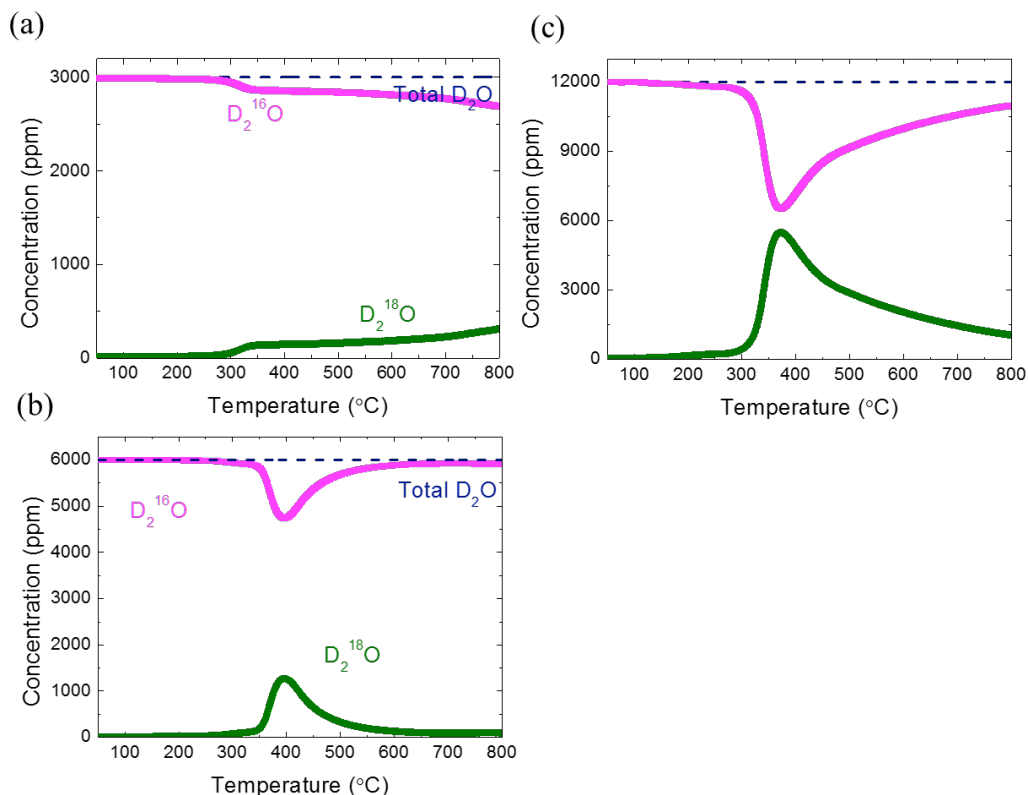 (a)
3000
2000
1000
0
Concentration (ppm)
Total D₂O
D₂¹⁶O
D₂¹⁸O
100 200 300 400 500 600 700 800
Temperature (°C)
(c)
12000
9000
6000
3000
0
Concentration (ppm)
100 200 300 400 500 600 700 800
Temperature (°C)
(b)
6000
5000
4000
3000
2000
1000
0
Concentration (ppm)
Total D₂O
D₂¹⁶O
D₂¹⁸O
100 200 300 400 500 600 700 800
Temperature (°C)